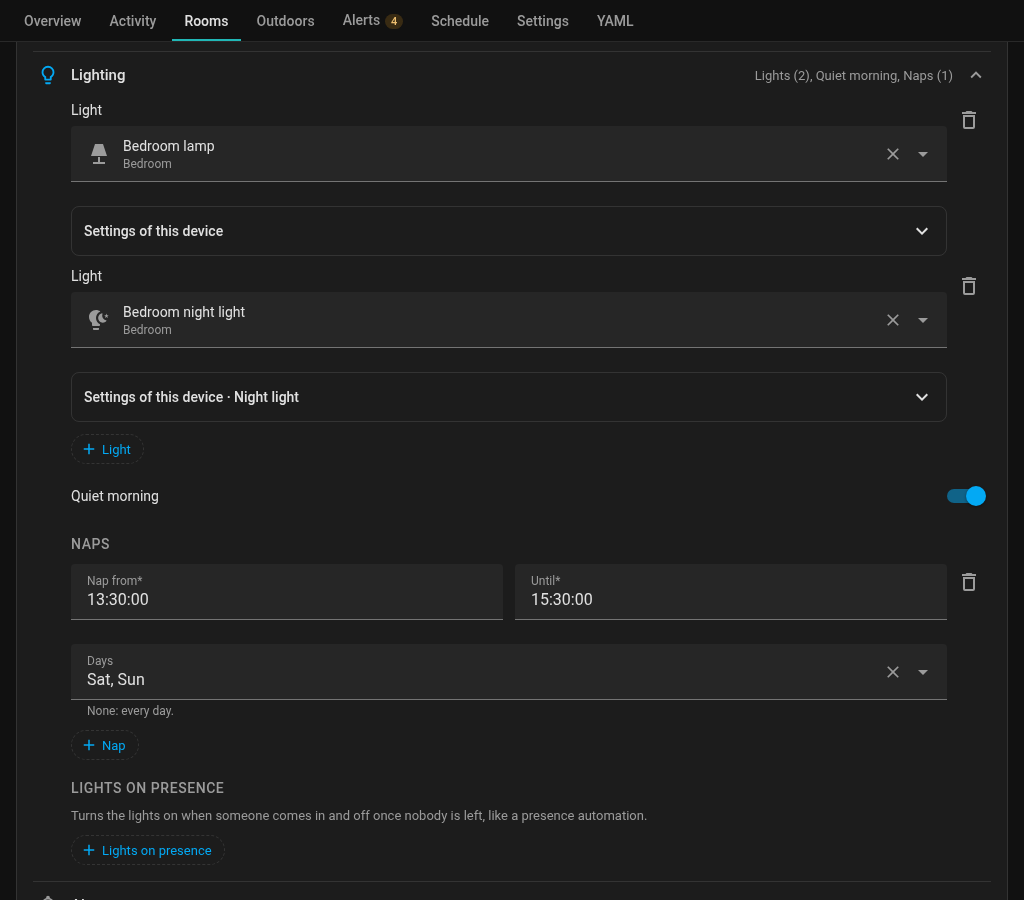 Overview Activity Rooms Outdoors Alerts 4 Schedule Settings YAML
Lighting Lights (2), Quiet morning, Naps (1)
Light
Bedroom lamp
Bedroom
Settings of this device
Light
Bedroom night light
Bedroom
Settings of this device · Night light
+ Light
Quiet morning
NAPS
Nap from* Until*
13:30:00 15:30:00
Days
Sat, Sun
None: every day.
+ Nap
LIGHTS ON PRESENCE
Turns the lights on when someone comes in and off once nobody is left, like a presence automation.
+ Lights on presence